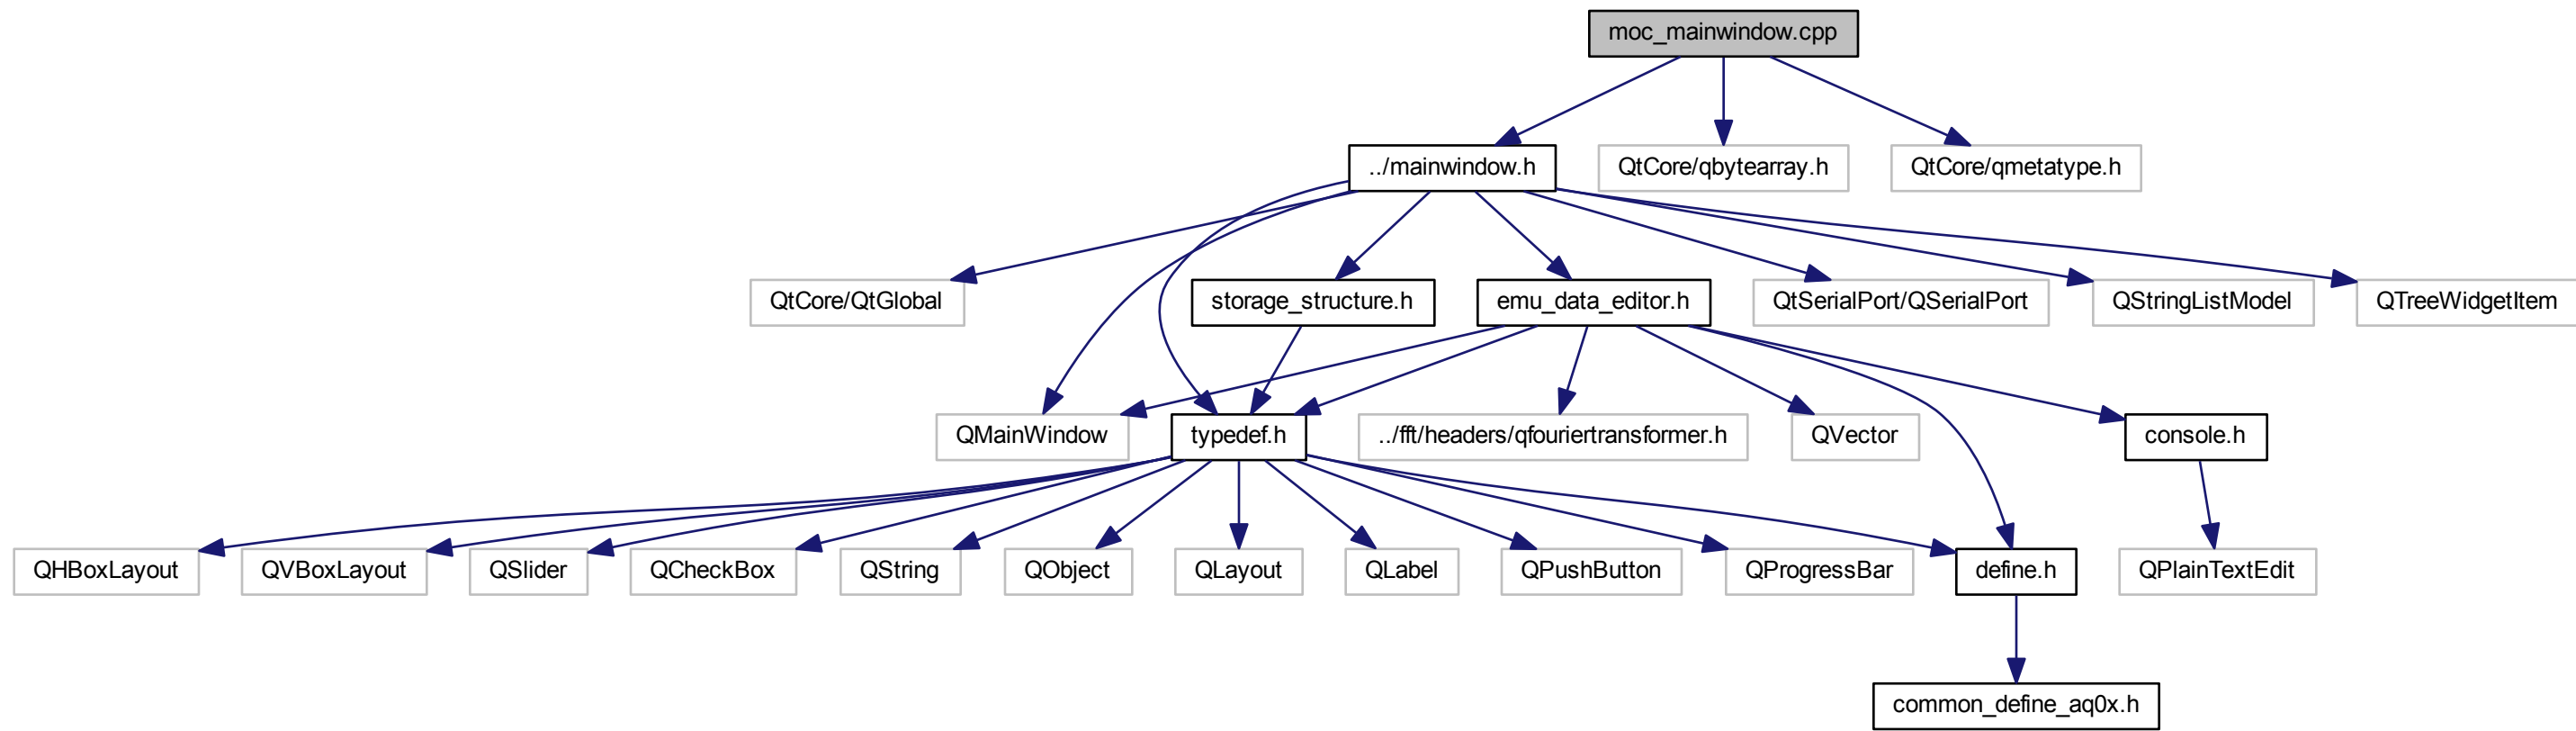 moc_mainwindow.cpp
../mainwindow.h
QtCore/qbytearray.h
QtCore/qmetatype.h
QtCore/QtGlobal
storage_structure.h
emu_data_editor.h
QtSerialPort/QSerialPort
QStringListModel
QTreeWidgetItem
QMainWindow
typedef.h
../fft/headers/qfouriertransformer.h
QVector
console.h
QHBoxLayout
QVBoxLayout
QSlider
QCheckBox
QString
QObject
QLayout
QLabel
QPushButton
QProgressBar
define.h
QPlainTextEdit
common_define_aq0x.h